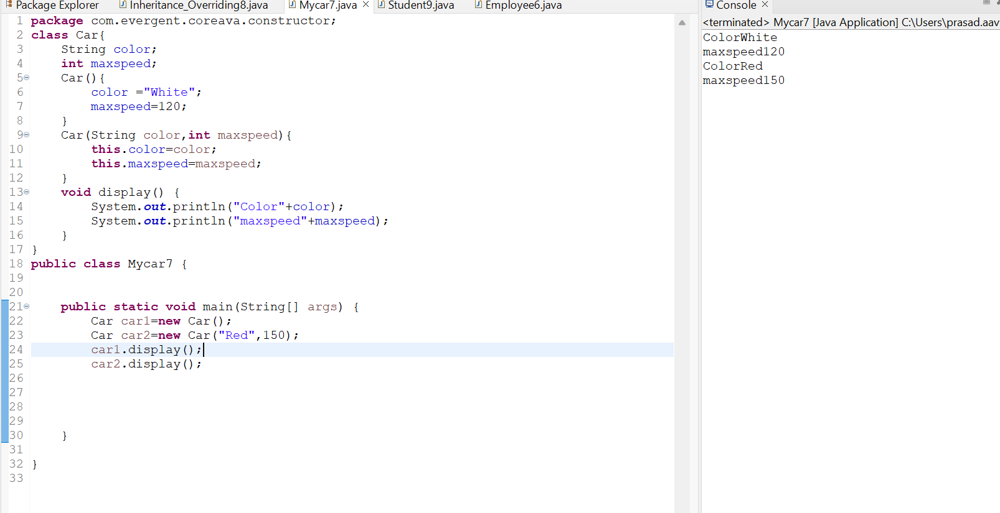 Package Explorer Inheritance_Overriding8.java Mycar7.java Student9.java Employee6.java
1 package com.evergent.coreava.constructor;
2 class Car{
3 String color;
4 int maxspeed;
5 Car(){
6 color ="White";
7 maxspeed=120;
8 }
9 Car(String color,int maxspeed){
10 this.color=color;
11 this.maxspeed=maxspeed;
12 }
13 void display() {
14 System.out.println("Color"+color);
15 System.out.println("maxspeed"+maxspeed);
16 }
17 }
18 public class Mycar7 {
19
20
21 public static void main(String[] args) {
22 Car car1=new Car();
23 Car car2=new Car("Red",150);
24 car1.display();
25 car2.display();
26
27
28
29
30 }
31
32 }
33
Console
<terminated> Mycar7 [Java Application] C:\Users\prasad.aav
ColorWhite
maxspeed120
ColorRed
maxspeed150